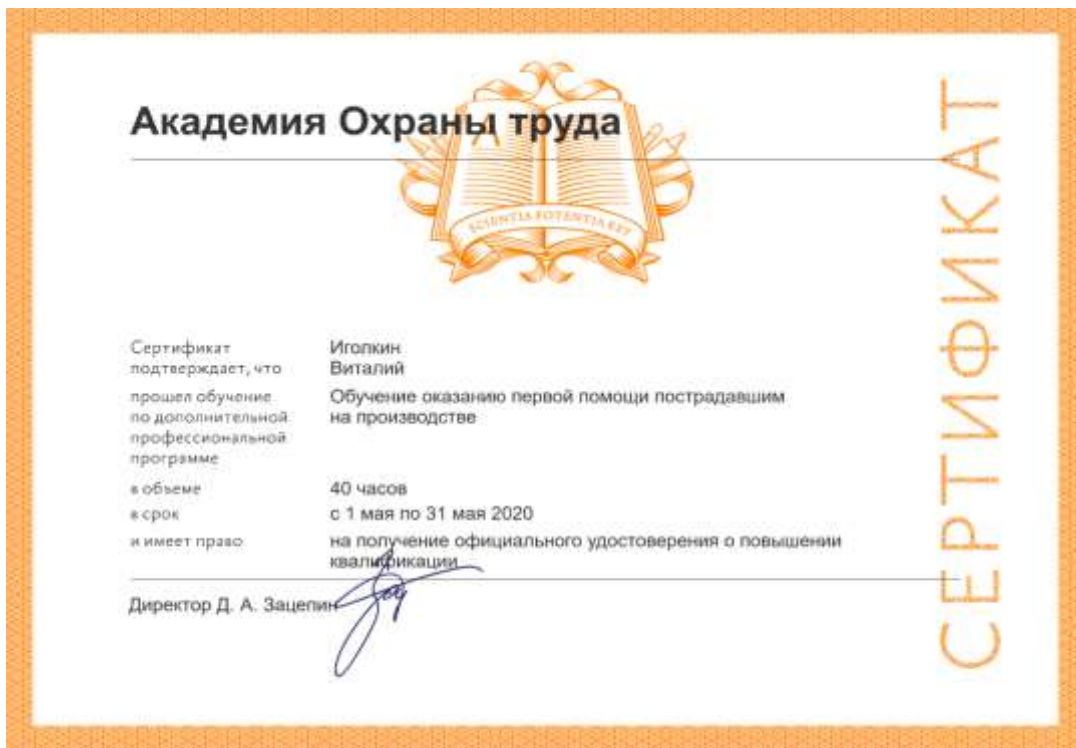 Академия Охраны труда
А
SCIENTIA POTENTIA EST
СЕРТИФИКАТ
Сертификат подтверждает, что
Иголкин
Виталий
прошел обучение
по дополнительной
профессиональной
программе
Обучение оказанию первой помощи пострадавшим
на производстве
в объеме
40 часов
в срок
с 1 мая по 31 мая 2020
и имеет право
на получение официального удостоверения о повышении
квалификации
Директор Д. А. Зацепин